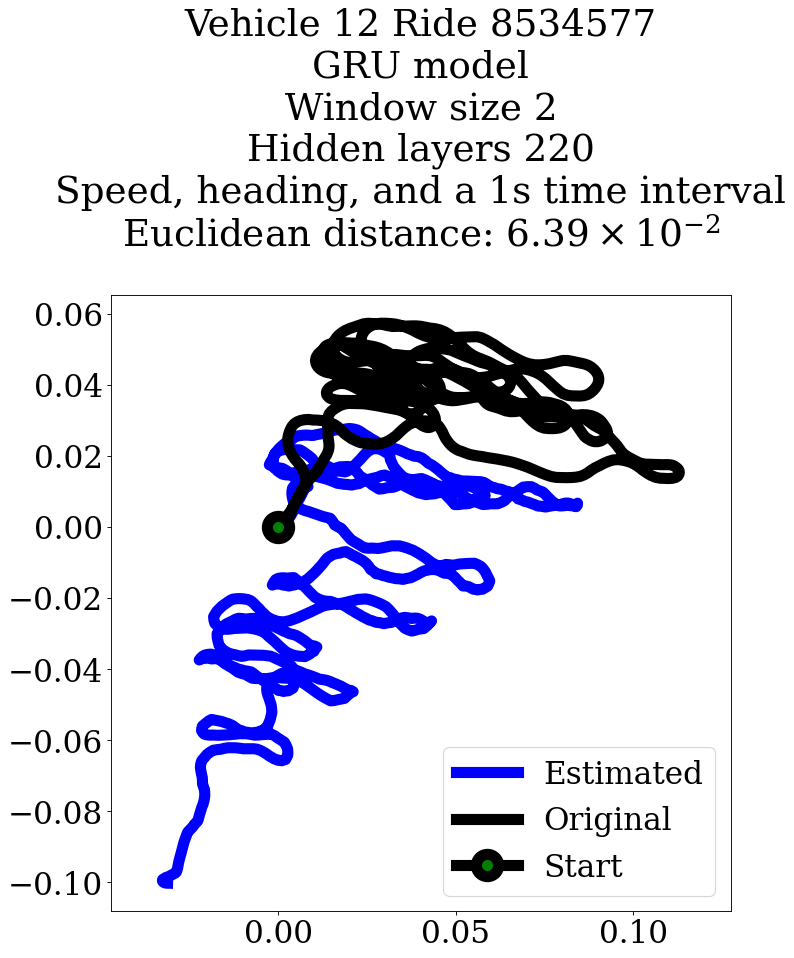 Vehicle 12 Ride 8534577
GRU model
Window size 2
Hidden layers 220
Speed, heading, and a 1s time interval
Euclidean distance: 6.39 × 10⁻²
0.06
0.04
0.02
0.00
−0.02
−0.04
−0.06
−0.08
−0.10
Estimated
Original
Start
0.00 0.05 0.10